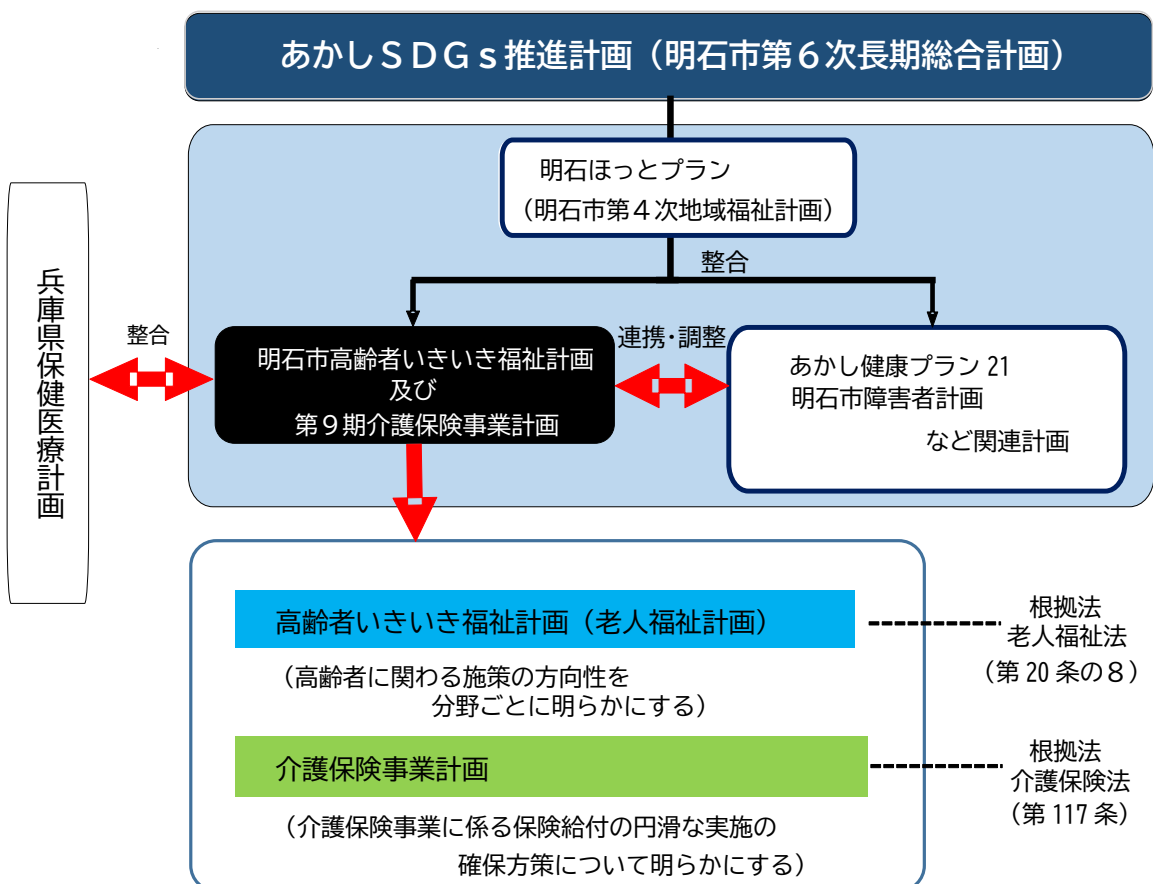 あかしＳＤＧｓ推進計画（明石市第６次長期総合計画）
明石ほっとプラン
（明石市第４次地域福祉計画）
整合
兵庫県保健医療計画
整合
明石市高齢者いきいき福祉計画
及び
第９期介護保険事業計画
連携・調整
あかし健康プラン 21
明石市障害者計画
など関連計画
高齢者いきいき福祉計画（老人福祉計画）
（高齢者に関わる施策の方向性を
分野ごとに明らかにする）
根拠法
老人福祉法
（第 20 条の８）
介護保険事業計画
（介護保険事業に係る保険給付の円滑な実施の
確保方策について明らかにする）
根拠法
介護保険法
（第 117 条）